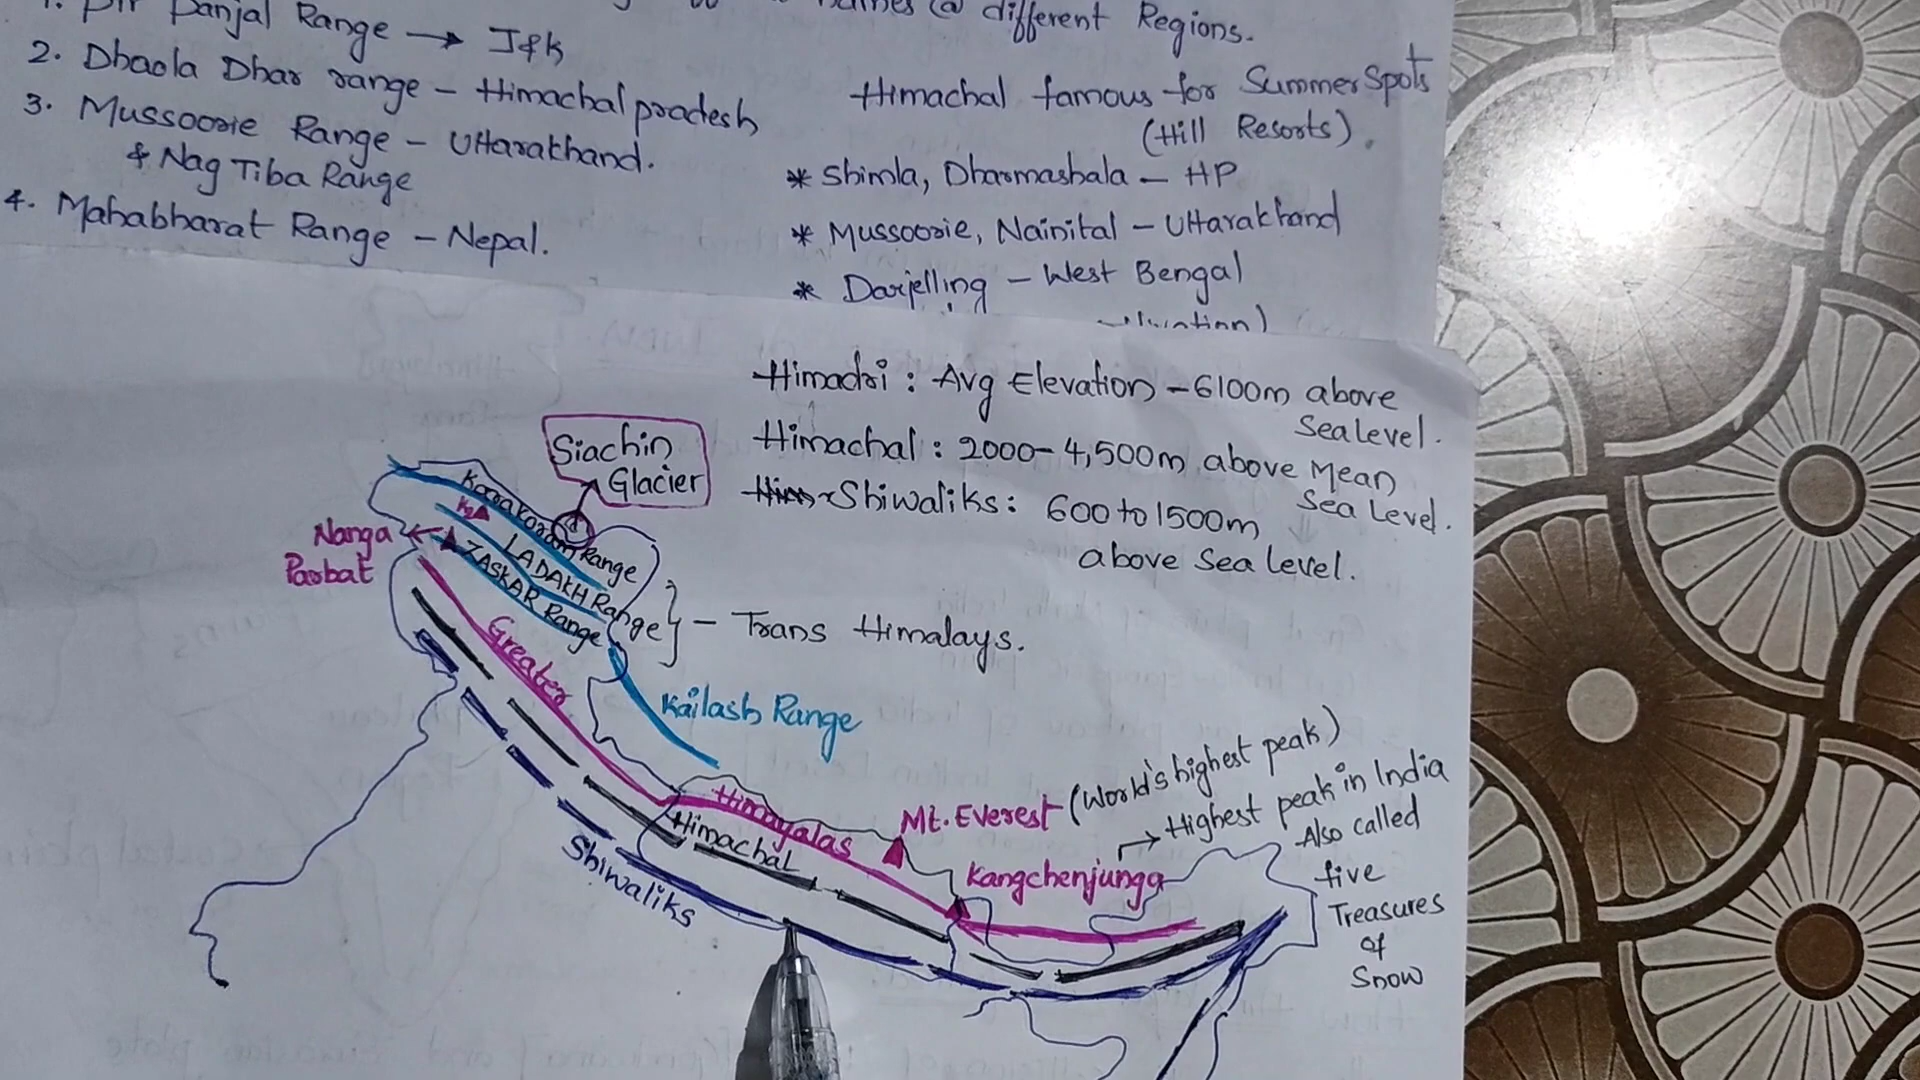 1. Pir Panjal Range → J&K
names @ different Regions.
2. Dhaola Dhar range - Himachal pradesh
3. Mussoorie Range - Uttarakhand.
& Nag Tiba Range
4. Mahabharat Range - Nepal.
Himachal famous for Summer Spots
(Hill Resorts).
* Shimla, Dharmashala - HP
* Mussoorie, Nainital - Uttarakhand
* Darjelling - West Bengal
Himadri : Avg Elevation - 6100m above
Sea Level.
Himachal : 2000 - 4,500m above Mean
Sea Level.
Shiwaliks : 600 to 1500m
above Sea Level.
Siachin
Glacier
Karakoram Range
K2
Nanga
Parbat
LADAKH Range
ZASKAR Range
} - Trans Himalays.
Greater
Kailash Range
Himayalas
Himachal
Shiwaliks
Mt. Everest (World's highest peak)
Kangchenjunga → Highest peak in India
Also called
five
Treasures
of
Snow